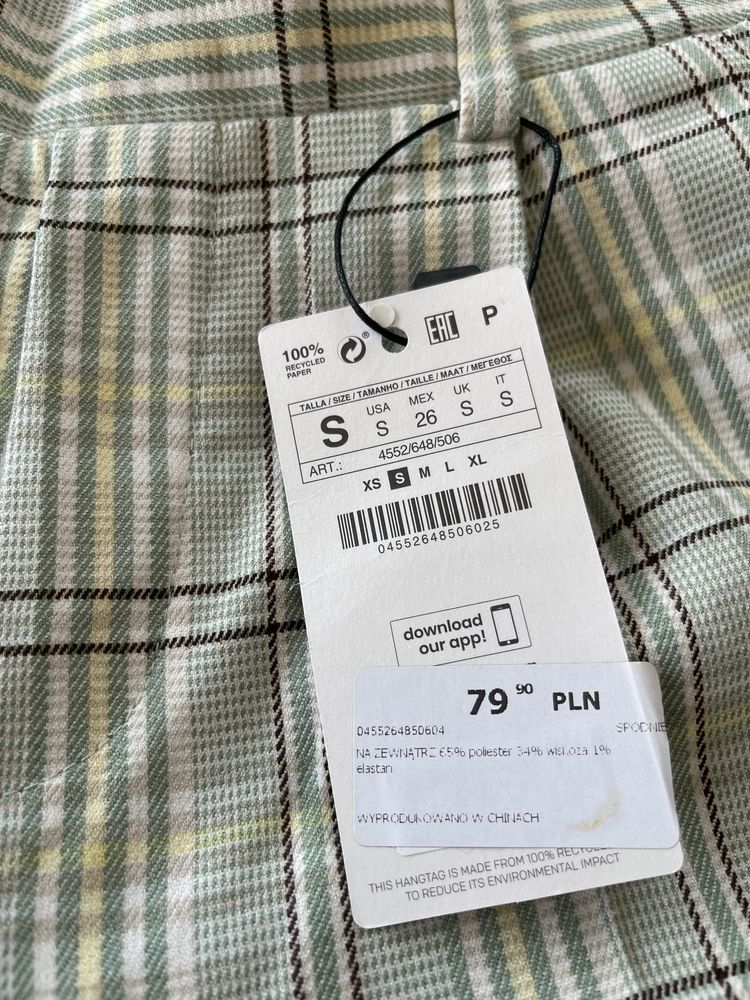 100%
RECYCLED
PAPER
®
EAC
P
TALLA / SIZE / TAMANHO / TAILLE / MAAT / ΜΕΓΕΘΟΣ
S
USA
S
MEX
26
UK
S
IT
S
ART.: 4552/648/506
XS S M L XL
04552648506025
download
our app!
79 90 PLN
0455264850604 SPODNIE
NA ZEWNĄTRZ 65% poliester 34% wiskoza 1%
elastan
WYPRODUKOWANO W CHINACH
THIS HANGTAG IS MADE FROM 100%
TO REDUCE ITS ENVIRONMENTAL IMPACT